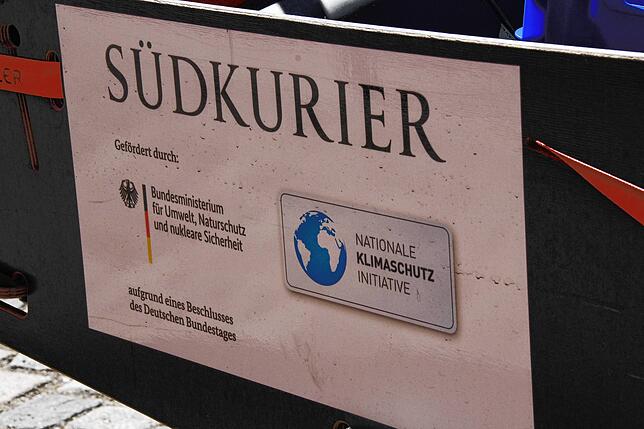 SÜDKURIER
Gefördert durch:
Bundesministerium
für Umwelt, Naturschutz
und nukleare Sicherheit
NATIONALE
KLIMASCHUTZ
INITIATIVE
aufgrund eines Beschlusses
des Deutschen Bundestages